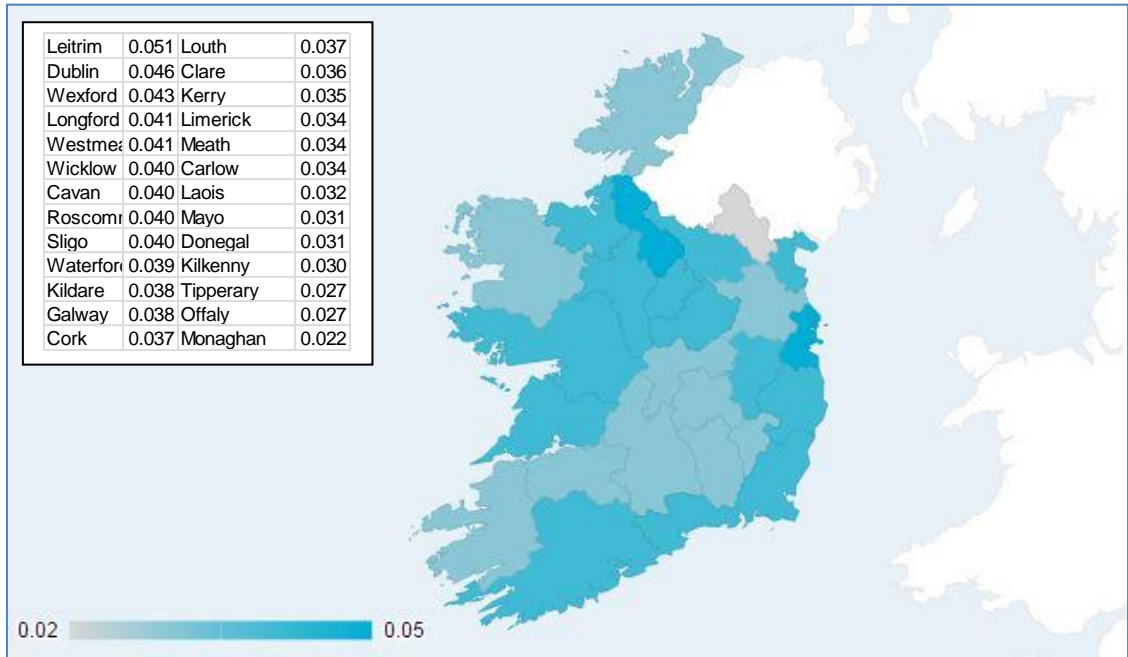 Leitrim 0.051 Louth 0.037
Dublin 0.046 Clare 0.036
Wexford 0.043 Kerry 0.035
Longford 0.041 Limerick 0.034
Westmea 0.041 Meath 0.034
Wicklow 0.040 Carlow 0.034
Cavan 0.040 Laois 0.032
Roscomm 0.040 Mayo 0.031
Sligo 0.040 Donegal 0.031
Waterford 0.039 Kilkenny 0.030
Kildare 0.038 Tipperary 0.027
Galway 0.038 Offaly 0.027
Cork 0.037 Monaghan 0.022
0.02 0.05